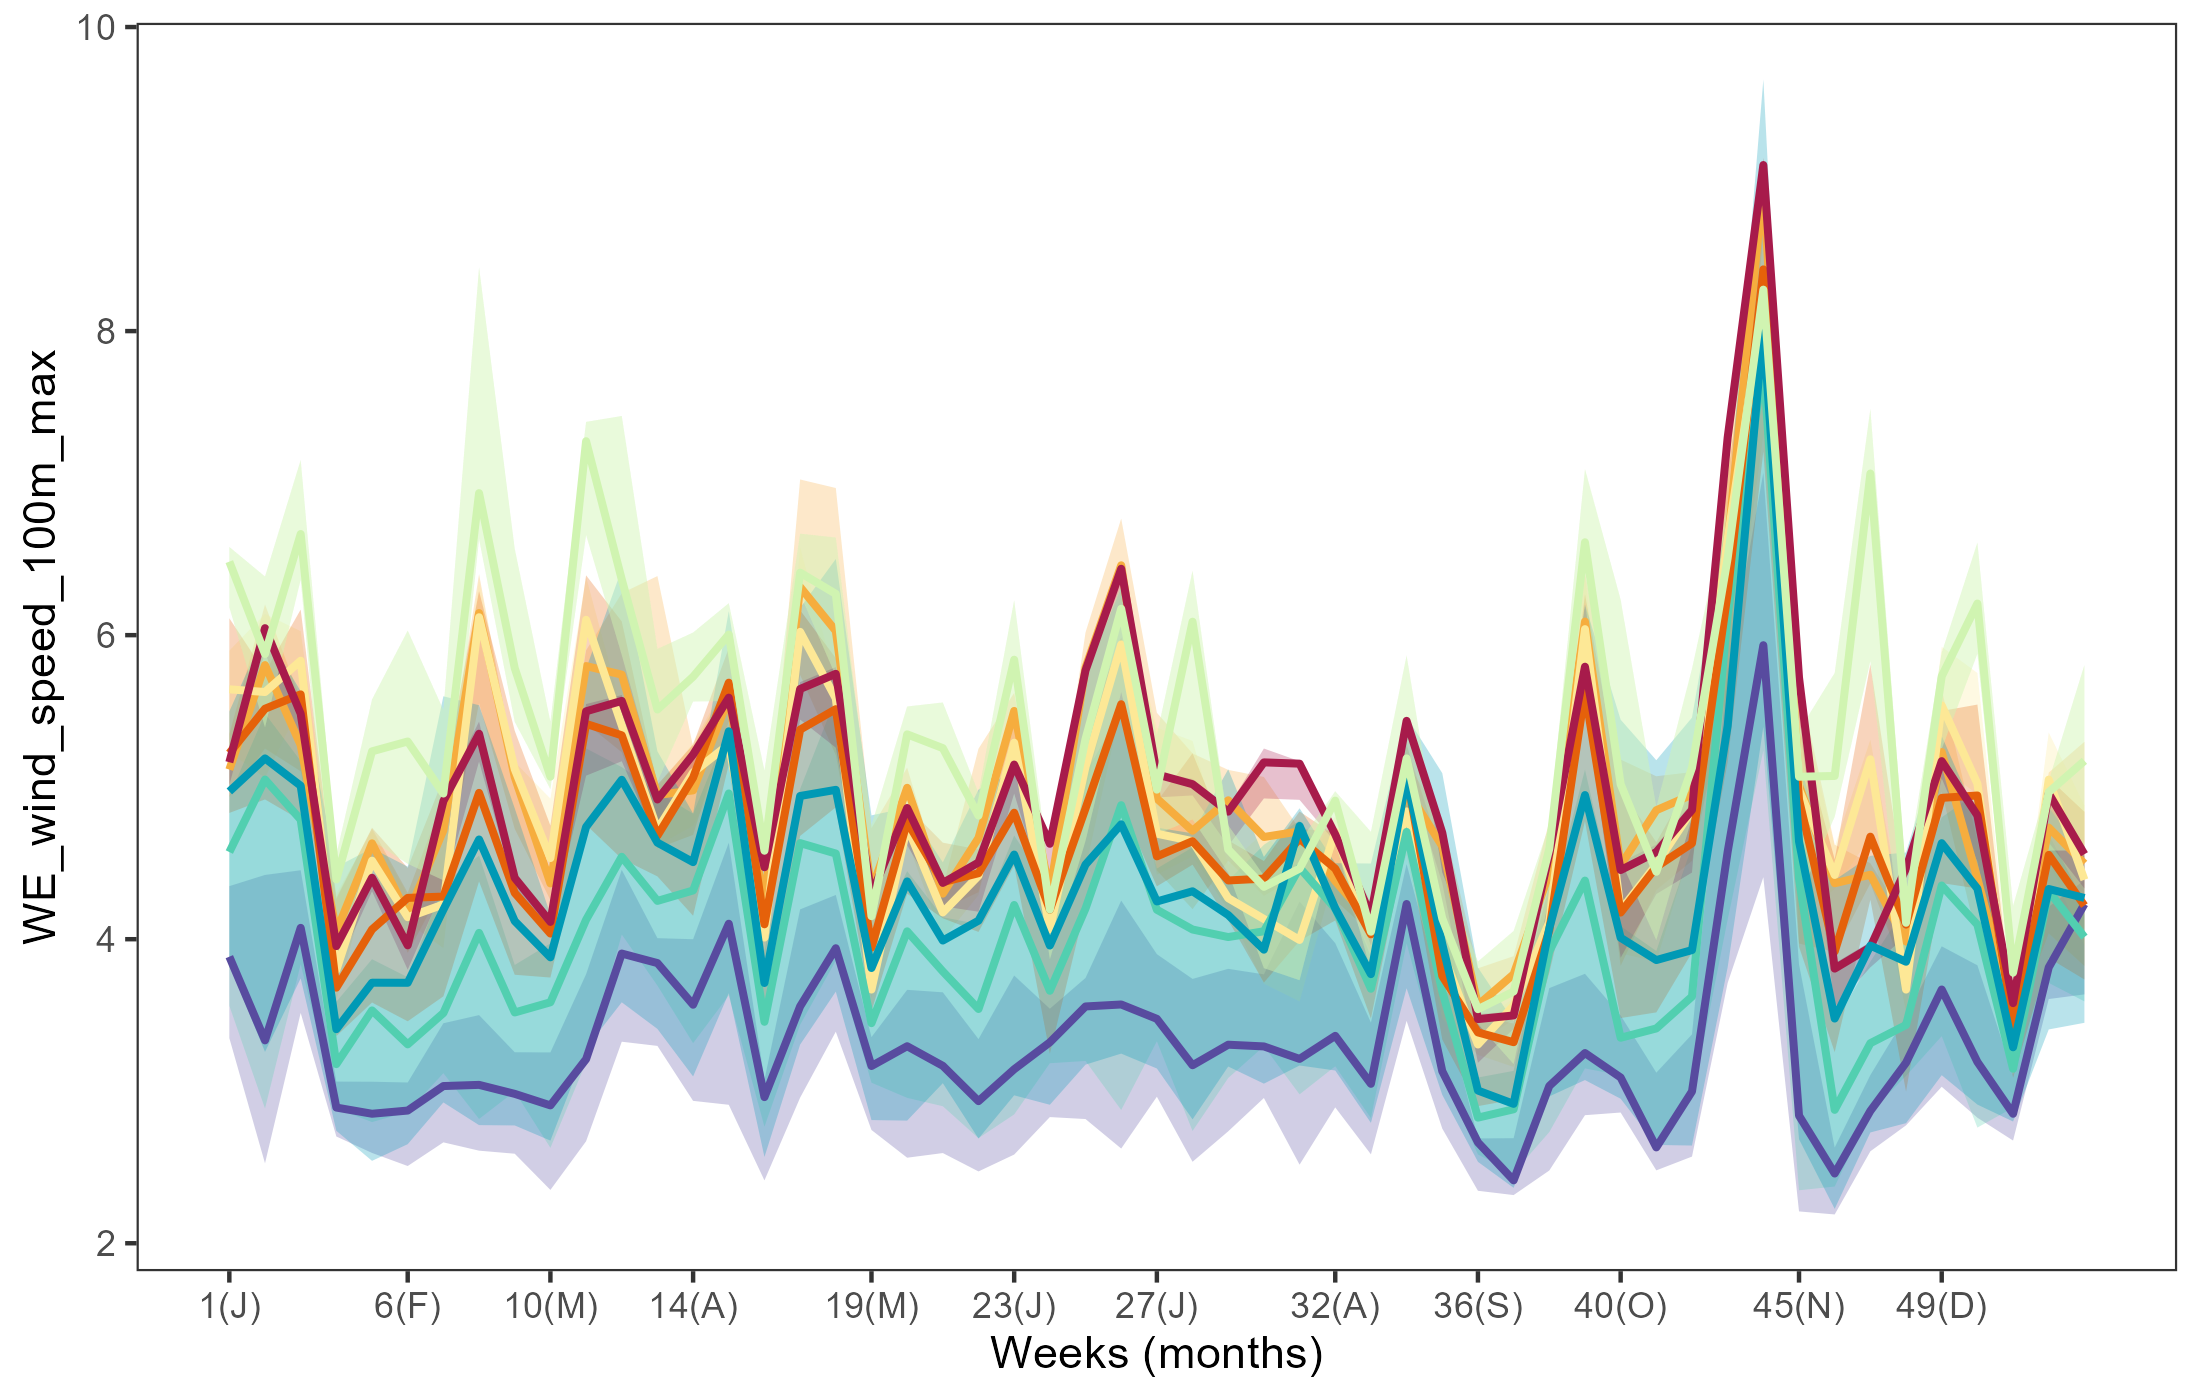 WE_wind_speed_100m_max
10
8
6
4
2
1(J) 6(F) 10(M) 14(A) 19(M) 23(J) 27(J) 32(A) 36(S) 40(O) 45(N) 49(D)
Weeks (months)